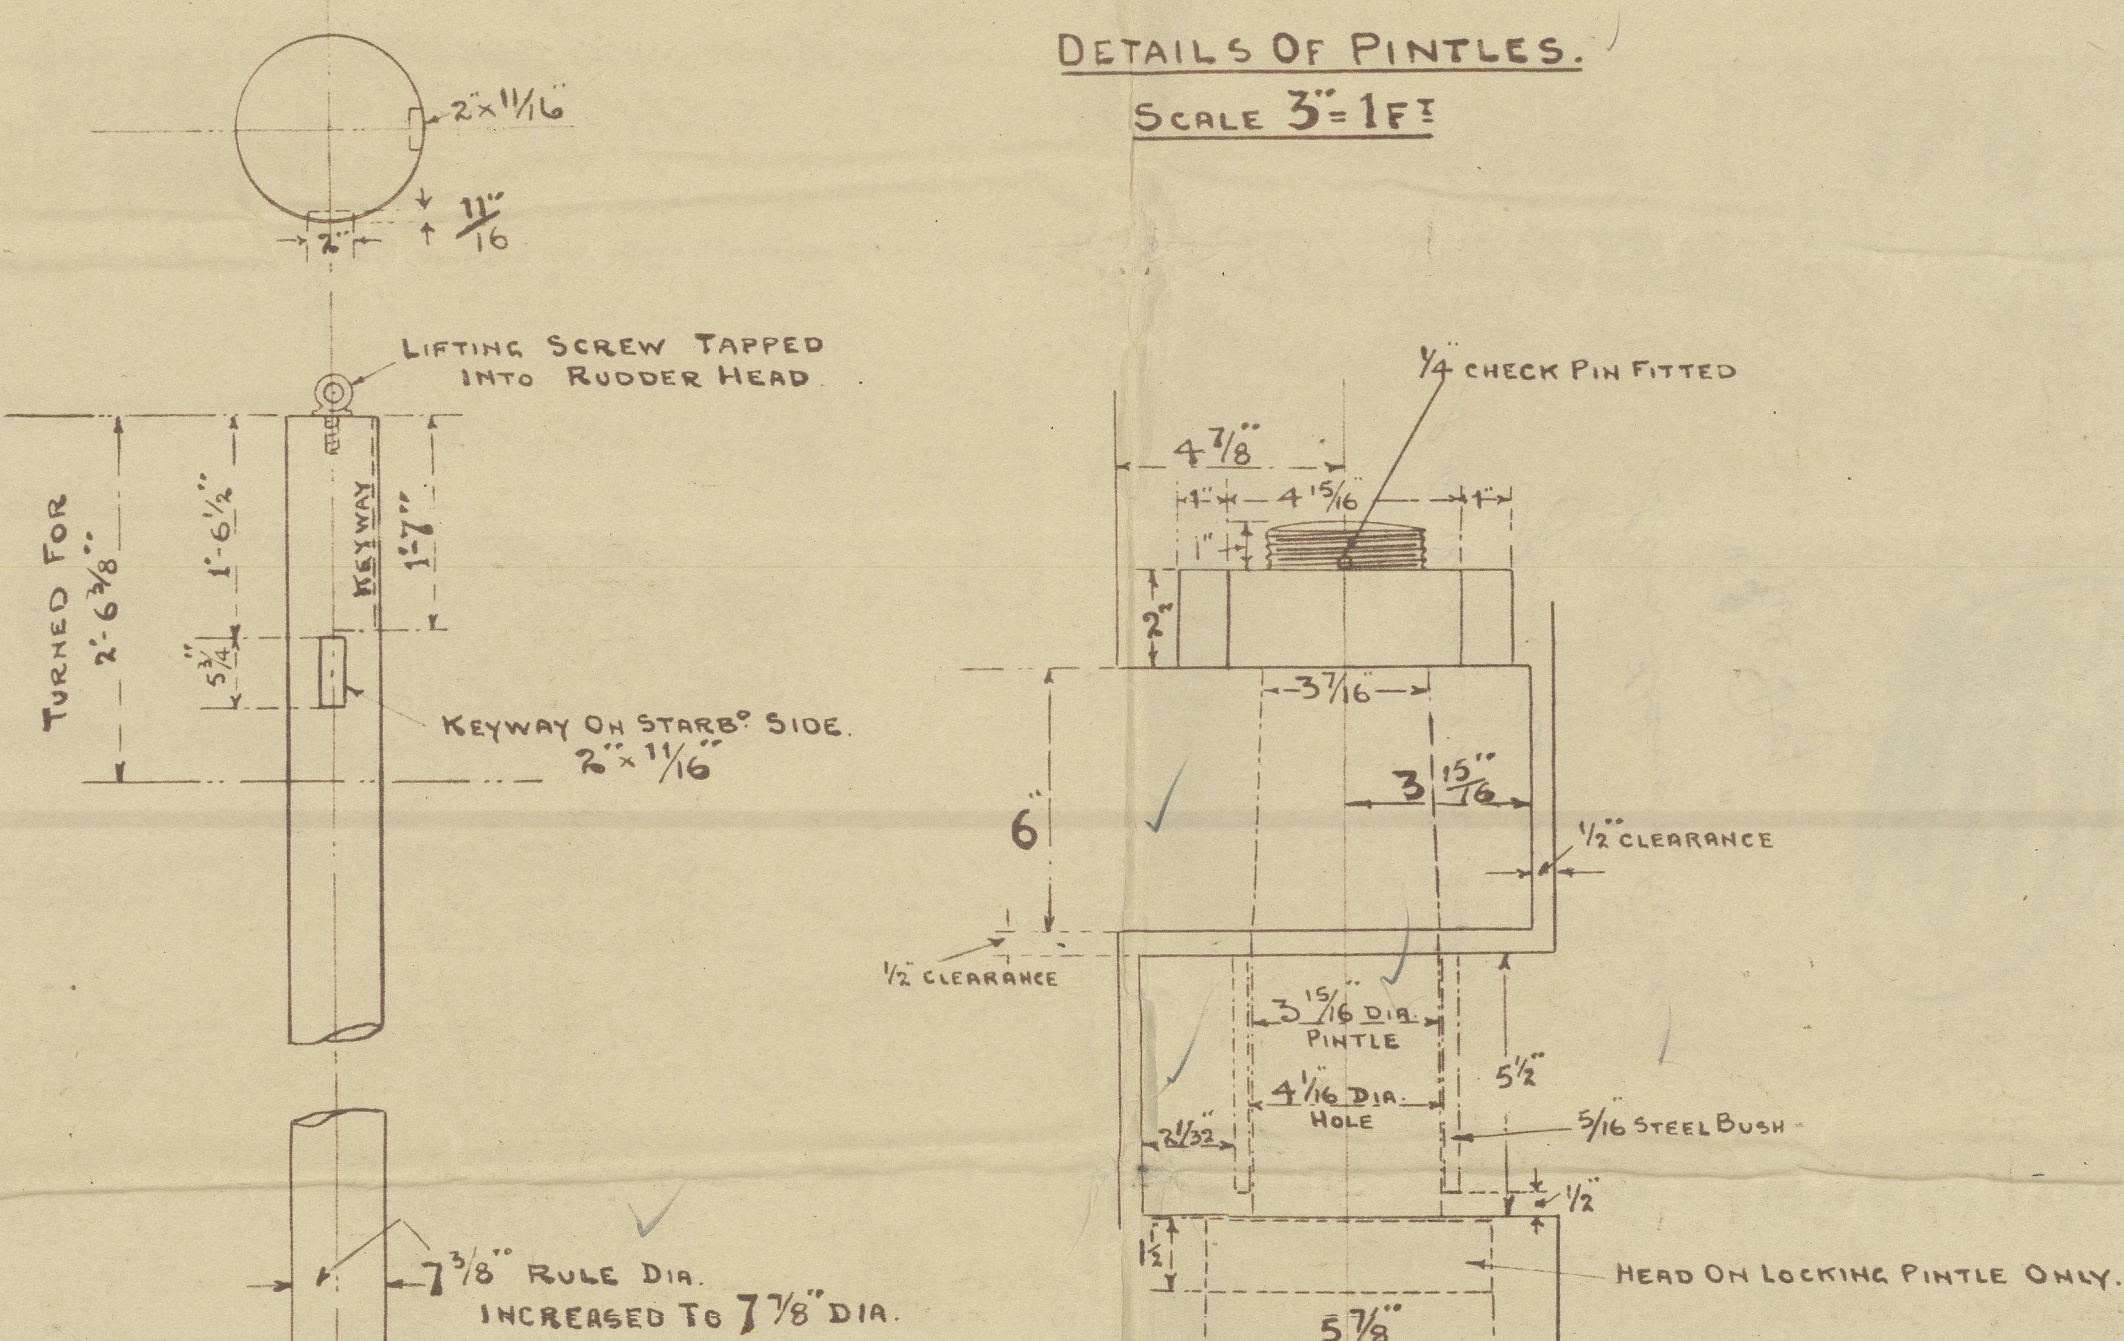 DETAILS OF PINTLES.
SCALE 3"= 1 FT
2"x 11/16"
11"/16
2"
LIFTING SCREW TAPPED
INTO RUDDER HEAD.
TURNED FOR
2'-6 3/8"
1'-6 1/2"
5 3/4"
KEYWAY
1'-7"
KEYWAY ON STARBD. SIDE.
2" x 11/16"
7 3/8" RULE DIA.
INCREASED TO 7 7/8" DIA.
1/4" CHECK PIN FITTED
4 7/8"
1" 4 15/16" 1"
1"
2"
3 7/16"
6"
3 15"/16
1/2" CLEARANCE
1/2" CLEARANCE
3 15/16" DIA.
PINTLE
5 1/2"
4 1/16" DIA.
HOLE
2 1/32"
5/16 STEEL BUSH
1/2"
1 1/2"
HEAD ON LOCKING PINTLE ONLY.
5 7/8"